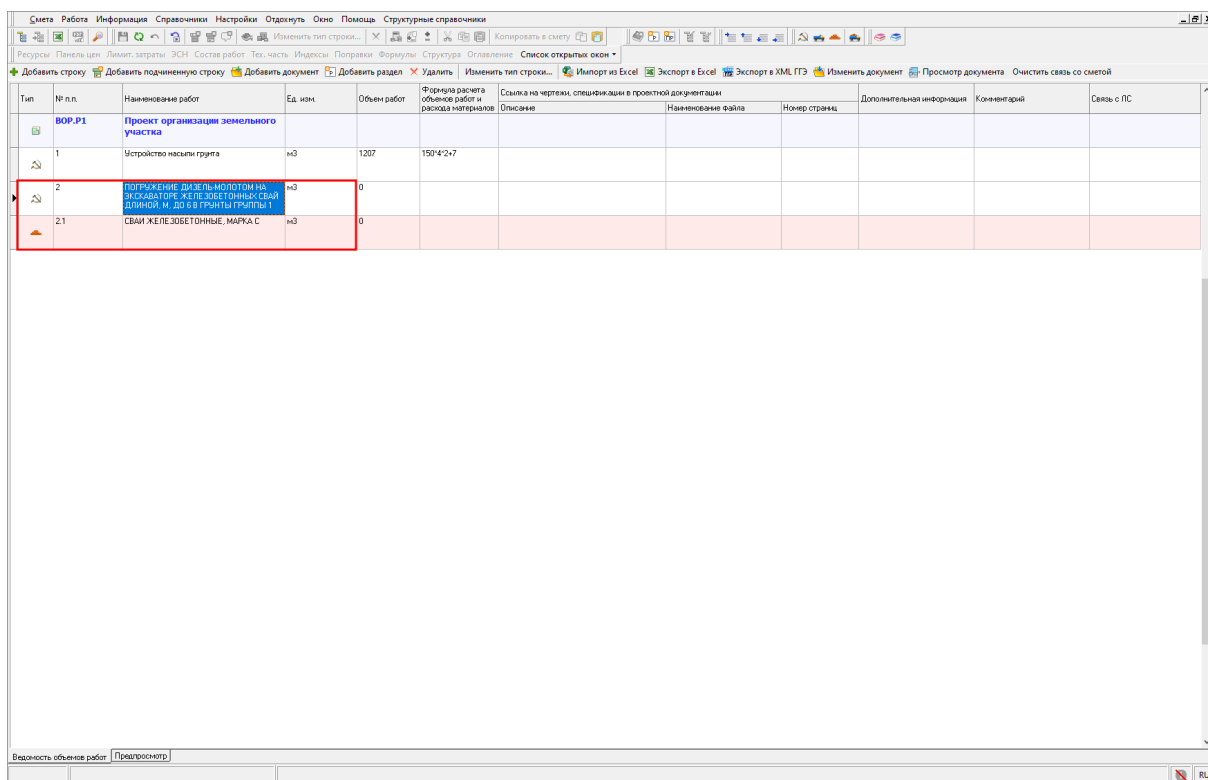 Смета Работа Информация Справочники Настройки Отдохнуть Окно Помощь Структурные справочники
Изменить тип строки... Копировать в смету
Ресурсы Панель цен Лимит. затраты ЭСН Состав работ Тех. часть Индексы Поправки Формулы Структура Оглавление Список открытых окон
Добавить строку Добавить подчиненную строку Добавить документ Добавить раздел Удалить Изменить тип строки... Импорт из Excel Экспорт в Excel Экспорт в XML ГГЭ Изменить документ Просмотр документа Очистить связь со сметой
Тип № п.п. Наименование работ Ед. изм. Объем работ Формула расчета объемов работ и расхода материалов Ссылка на чертежи, спецификации в проектной документации Дополнительная информация Комментарий Связь с ЛС
Описание Наименование Файла Номер страниц
ВОР.Р1 Проект организации земельного
участка
1 Устройство насыпи грунта м3 1207 150*4*2+7
2 ПОГРУЖЕНИЕ ДИЗЕЛЬ-МОЛОТОМ НА м3 0
ЭКСКАВАТОРЕ ЖЕЛЕЗОБЕТОННЫХ СВАЙ
ДЛИНОЙ, М, ДО 6 В ГРУНТЫ ГРУППЫ 1
2.1 СВАИ ЖЕЛЕЗОБЕТОННЫЕ, МАРКА С м3 0
Ведомость объемов работ Предпросмотр
RU